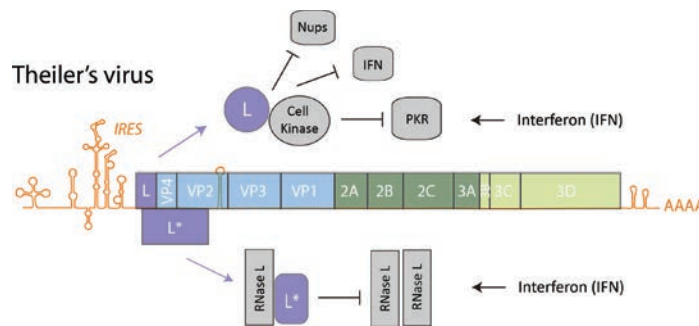 Nups
Theiler's virus
IFN
IRES
L
Cell
Kinase
PKR
Interferon (IFN)
L
VP4
VP2
VP3
VP1
2A
2B
2C
3A
3C
3D
AAAA
L*
RNase L
L*
RNase L
RNase L
Interferon (IFN)